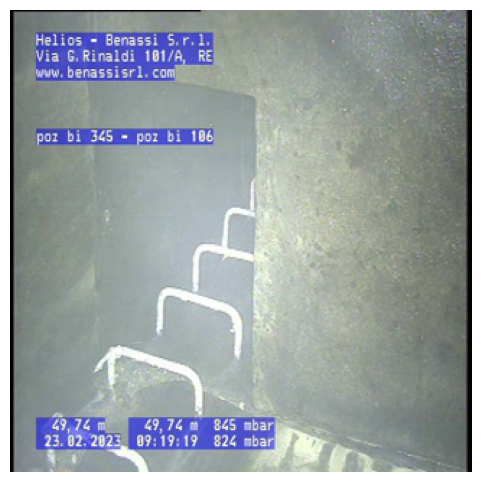 Helios - Benassi S.r.l.
Via G.Rinaldi 101/A, RE
www.benassisrl.com
poz bi 345 - poz bi 106
49,74 m 49,74 m 845 mbar
23.02.2023 09:19:19 824 mbar